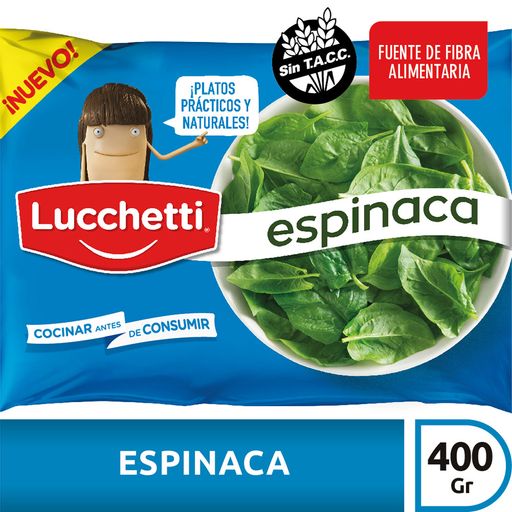 ¡NUEVO!
¡PLATOS
PRÁCTICOS Y
NATURALES!
Sin T.A.C.C.
FUENTE DE FIBRA
ALIMENTARIA
Lucchetti®
espinaca
COCINAR ANTES DE CONSUMIR
ESPINACA
400
Gr